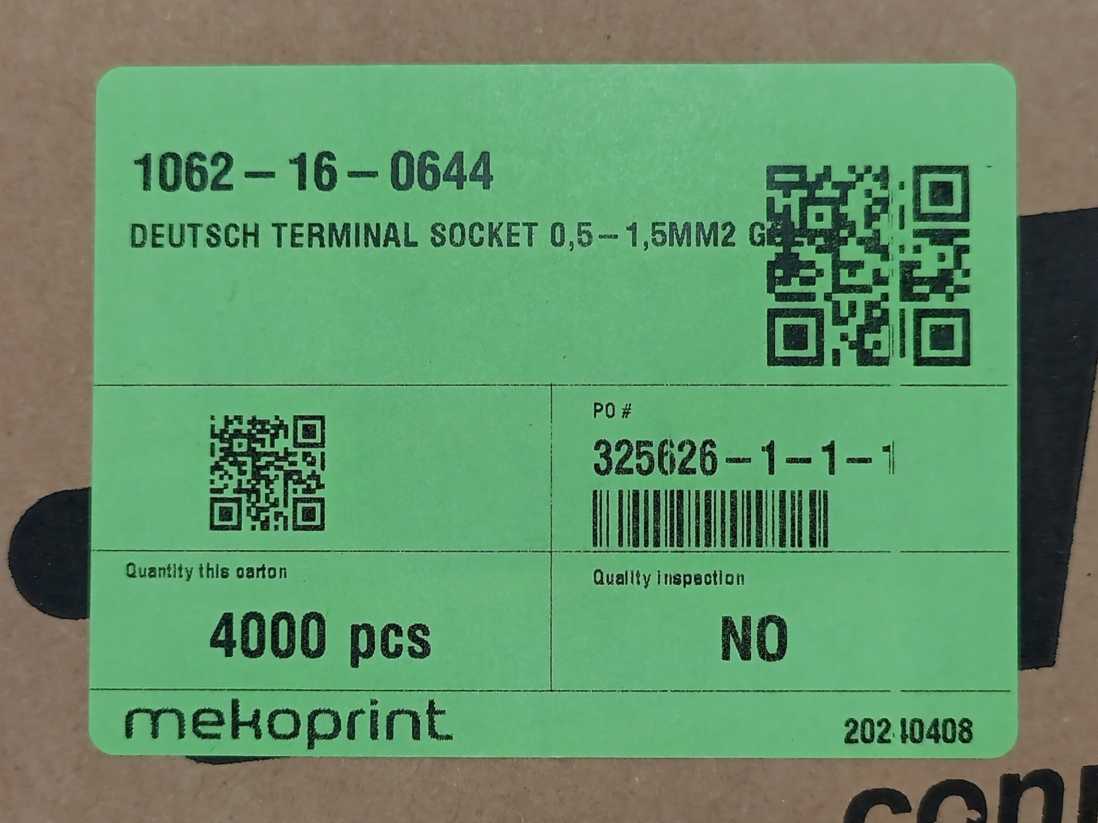 1062-16-0644
DEUTSCH TERMINAL SOCKET 0,5-1,5MM2
PO #
325626-1-1-1
Quantity this carton
4000 pcs
Quality inspection
NO
mekoprint